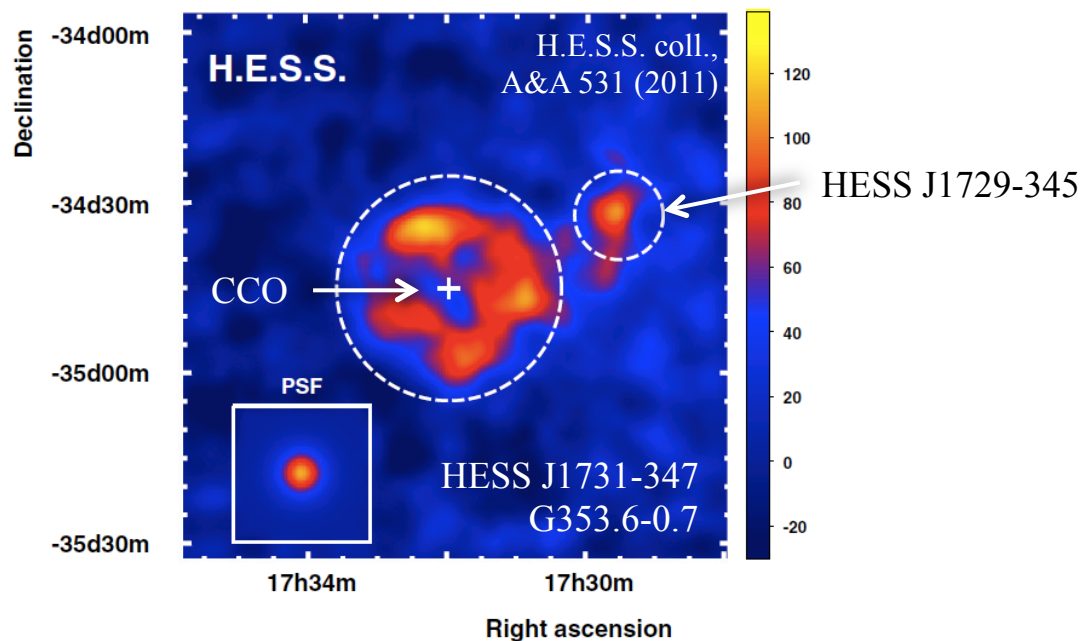 Declination
-34d00m
-34d30m
-35d00m
-35d30m
H.E.S.S.
H.E.S.S. coll.,
A&A 531 (2011)
HESS J1729-345
CCO
PSF
HESS J1731-347
G353.6-0.7
17h34m
17h30m
Right ascension
120
100
80
60
40
20
0
-20